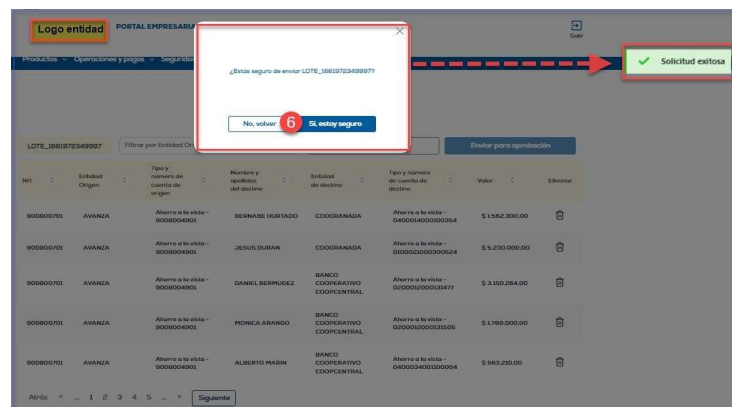 Logo entidad
PORTAL EMPRESARIA
Salir
Productos Operaciones y pagos Segurida
¿Estás seguro de enviar LOTE_1661972349997?
Solicitud exitosa
No, volver 6 Si, estoy seguro
LOTE_1661972349997 Filtrar por Entidad Or Enviar para aprobación
NIT Entidad Origen Tipo y número de cuenta de origen Nombre y apellidos del destino Entidad de destino Tipo y número de cuenta de destino Valor Eliminar
900800701 AVANZA Ahorro a la vista - 9008004901 BERNABE HURTADO COOGRANADA Ahorro a la vista - 0400014000100354 $ 1.562.300,00
900800701 AVANZA Ahorro a la vista - 9008004901 JESUS DURAN COOGRANADA Ahorro a la vista - 0100021000300524 $ 5.230.000,00
900800701 AVANZA Ahorro a la vista - 9008004901 DANIEL BERMUDEZ BANCO COOPERATIVO COOPCENTRAL Ahorro a la vista - 0200012000131477 $ 3.150.264,00
900800701 AVANZA Ahorro a la vista - 9008004901 MONICA ARANGO BANCO COOPERATIVO COOPCENTRAL Ahorro a la vista - 0200012000131505 $ 1.789.000,00
900800701 AVANZA Ahorro a la vista - 9008004901 ALBERTO MARIN BANCO COOPERATIVO COOPCENTRAL Ahorro a la vista - 0400034001100004 $ 563.210,00
Atrás « ... 1 2 3 4 5 ... » Siguiente